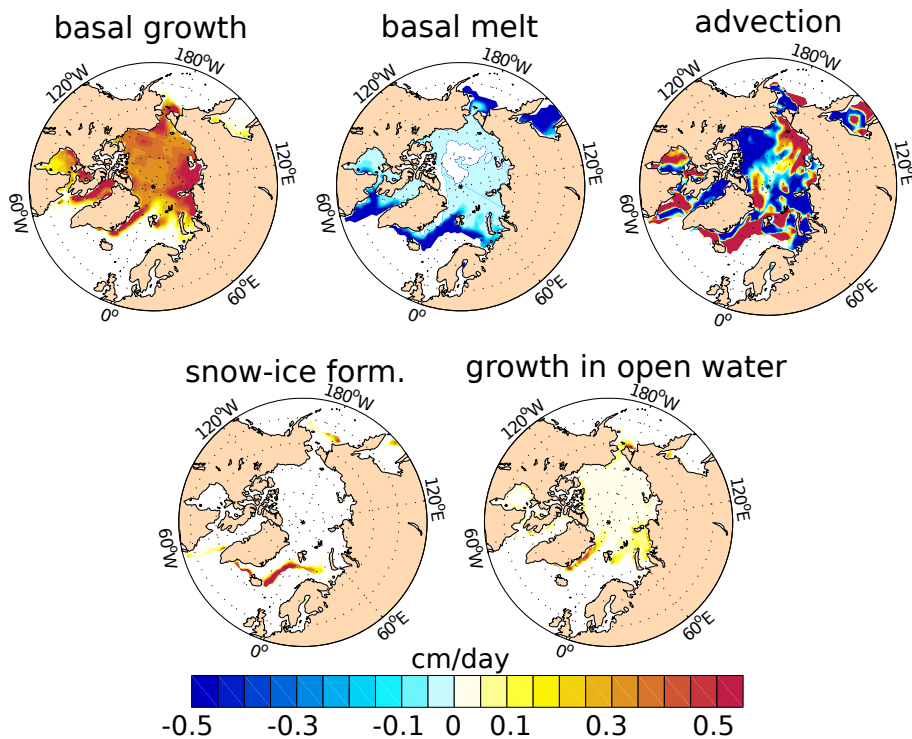 basal growth
basal melt
advection
120°W
180°W
120°E
60°E
0°
60°W
120°W
180°W
120°E
60°E
0°
60°W
120°W
180°W
120°E
60°E
0°
60°W
snow-ice form.
growth in open water
120°W
180°W
120°E
60°E
0°
60°W
120°W
180°W
120°E
60°E
0°
60°W
cm/day
-0.5 -0.3 -0.1 0 0.1 0.3 0.5